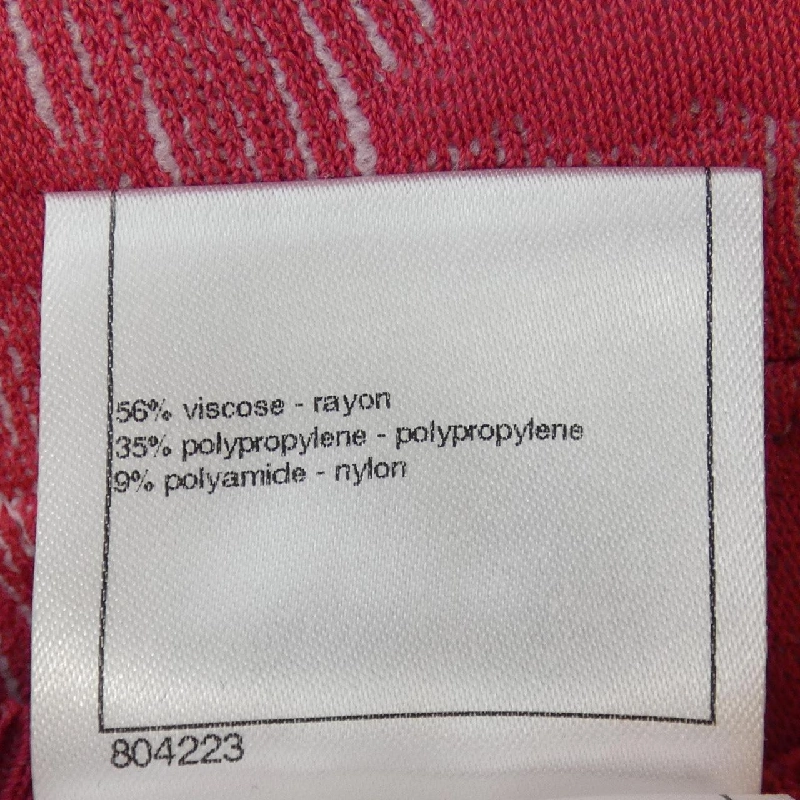 56% viscose - rayon
35% polypropylene - polypropylene
9% polyamide - nylon
804223